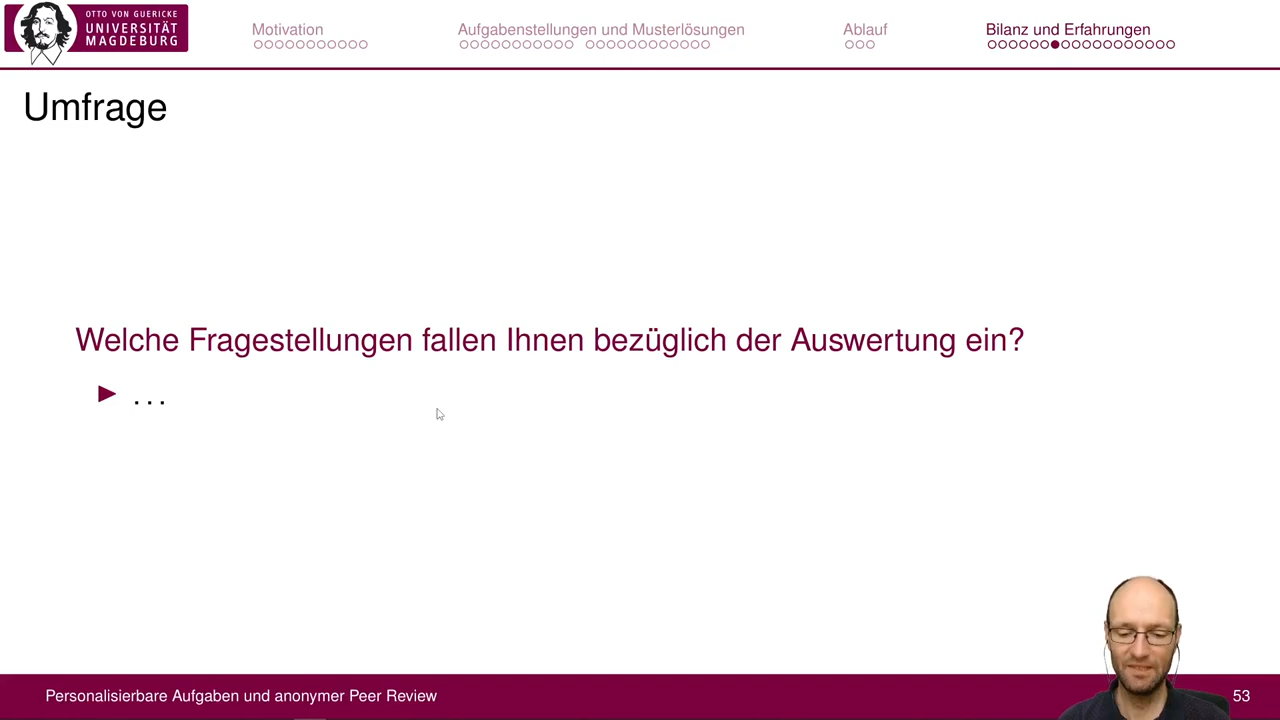 OTTO VON GUERICKE
UNIVERSITÄT
MAGDEBURG
Motivation
Aufgabenstellungen und Musterlösungen
Ablauf
Bilanz und Erfahrungen
Umfrage
Welche Fragestellungen fallen Ihnen bezüglich der Auswertung ein?
▶ ...
Personalisierbare Aufgaben und anonymer Peer Review
53